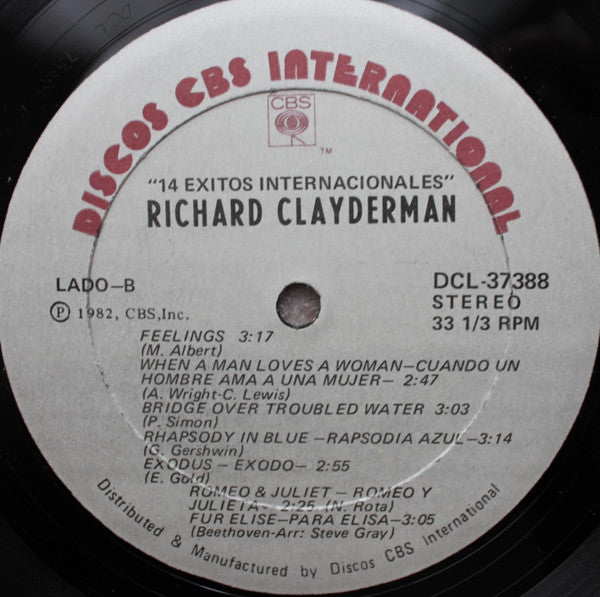 DISCOS CBS INTERNATIONAL
CBS
TM
"14 EXITOS INTERNACIONALES"
RICHARD CLAYDERMAN
LADO-B
DCL-37388
STEREO
33 1/3 RPM
Ⓟ 1982, CBS,Inc.
FEELINGS 3:17
(M. Albert)
WHEN A MAN LOVES A WOMAN-CUANDO UN
HOMBRE AMA A UNA MUJER- 2:47
(A. Wright-C. Lewis)
BRIDGE OVER TROUBLED WATER 3:03
(P. Simon)
RHAPSODY IN BLUE -RAPSODIA AZUL-3:14
(G. Gershwin)
EXODUS - EXODO- 2:55
(E. Gold)
ROMEO & JULIET - ROMEO Y
JULIETA- 2:25 (N. Rota)
FUR ELISE-PARA ELISA-3:05
(Beethoven-Arr: Steve Gray)
Distributed & Manufactured by Discos CBS International